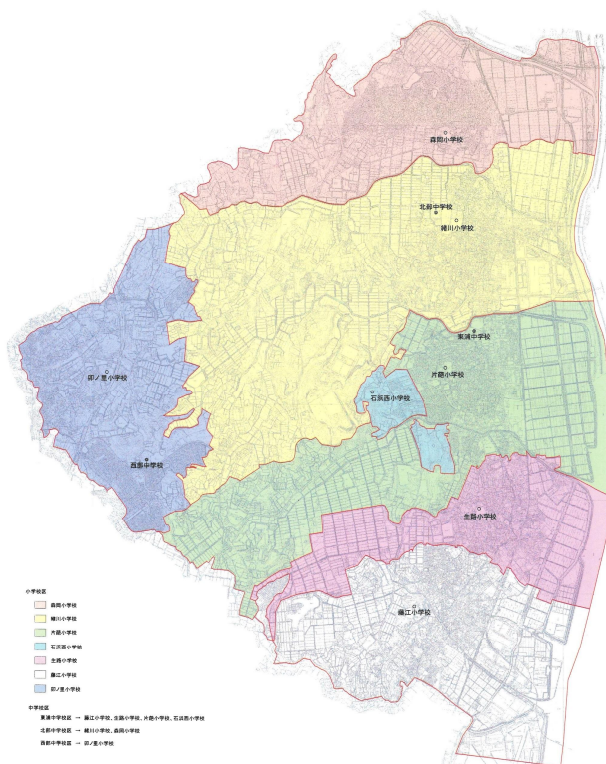 森岡小学校
北部中学校
緒川小学校
東浦中学校
卯ノ里小学校
片葩小学校
石浜西小学校
西部中学校
生路小学校
藤江小学校
小学校区
森岡小学校
緒川小学校
片葩小学校
石浜西小学校
生路小学校
藤江小学校
卯ノ里小学校
中学校区
東浦中学校区 → 藤江小学校、生路小学校、片葩小学校、石浜西小学校
北部中学校区 → 緒川小学校、森岡小学校
西部中学校区 → 卯ノ里小学校